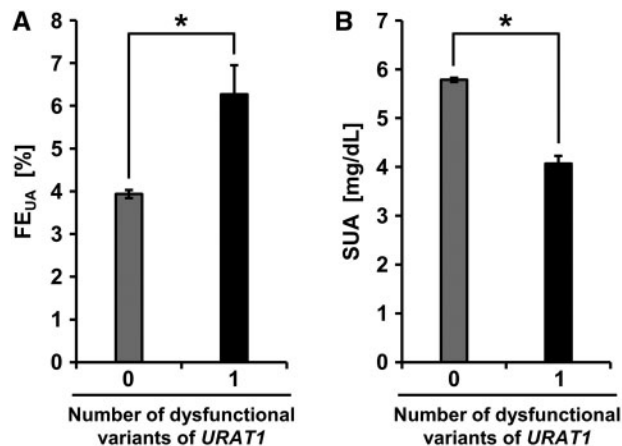 A
FE_UA [%]
8
7
6
5
4
3
2
1
0
*
0 1
Number of dysfunctional
variants of URAT1
B
SUA [mg/dL]
7
6
5
4
3
2
1
0
*
0 1
Number of dysfunctional
variants of URAT1